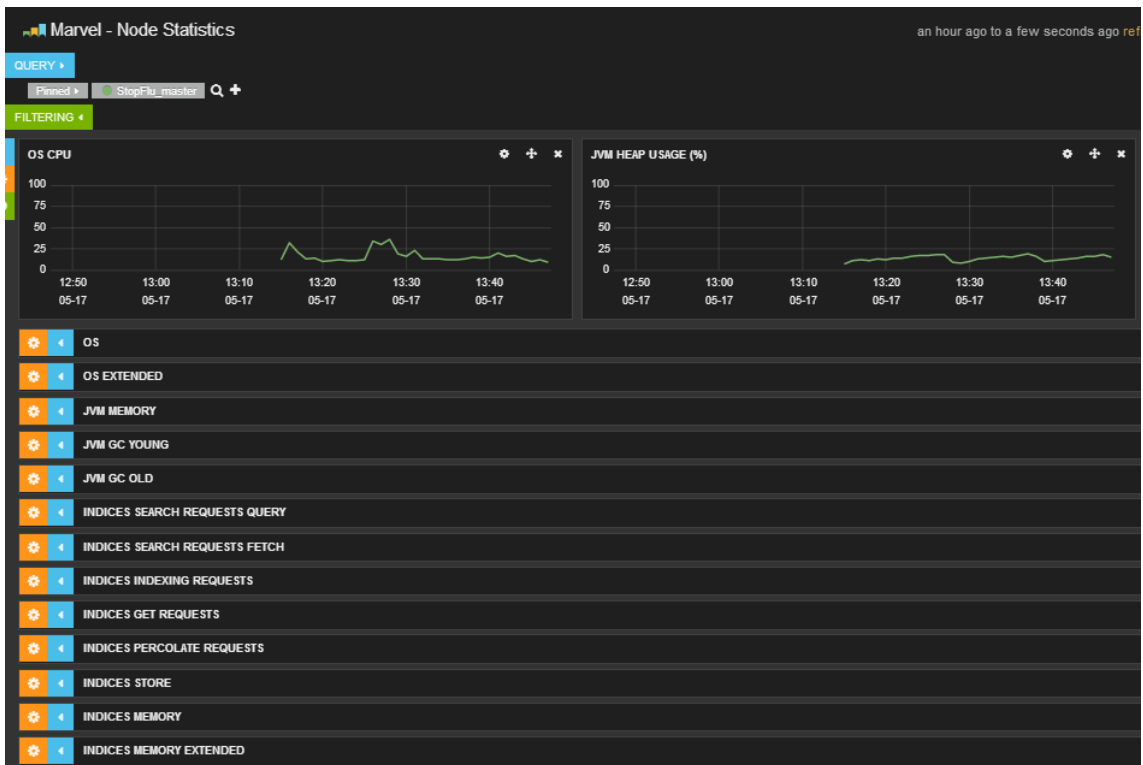 Marvel - Node Statistics
an hour ago to a few seconds ago ref
QUERY
Pinned StopFlu_master
FILTERING
OS CPU
100
75
50
25
0
12:50 13:00 13:10 13:20 13:30 13:40
05-17 05-17 05-17 05-17 05-17 05-17
JVM HEAP USAGE (%)
100
75
50
25
0
12:50 13:00 13:10 13:20 13:30 13:40
05-17 05-17 05-17 05-17 05-17 05-17
OS
OS EXTENDED
JVM MEMORY
JVM GC YOUNG
JVM GC OLD
INDICES SEARCH REQUESTS QUERY
INDICES SEARCH REQUESTS FETCH
INDICES INDEXING REQUESTS
INDICES GET REQUESTS
INDICES PERCOLATE REQUESTS
INDICES STORE
INDICES MEMORY
INDICES MEMORY EXTENDED